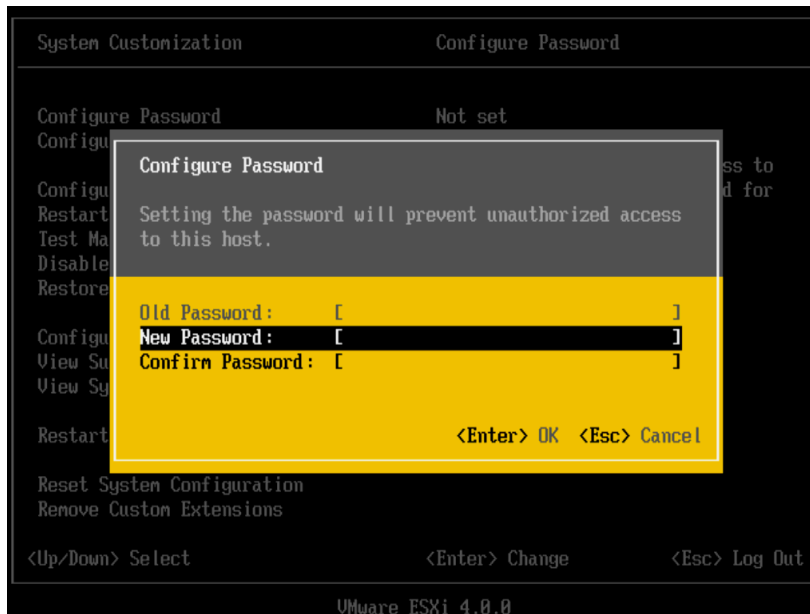 System Customization
Configure Password
Configure Password
Not set
Configu
ss to
Configu
d for
Restart
Test Ma
Disable
Restore
Configu
View Su
View Sy
Restart
Reset System Configuration
Remove Custom Extensions
Configure Password
Setting the password will prevent unauthorized access
to this host.
Old Password: [ ]
New Password: [ ]
Confirm Password: [ ]
<Enter> OK <Esc> Cancel
<Up/Down> Select
<Enter> Change
<Esc> Log Out
VMware ESXi 4.0.0